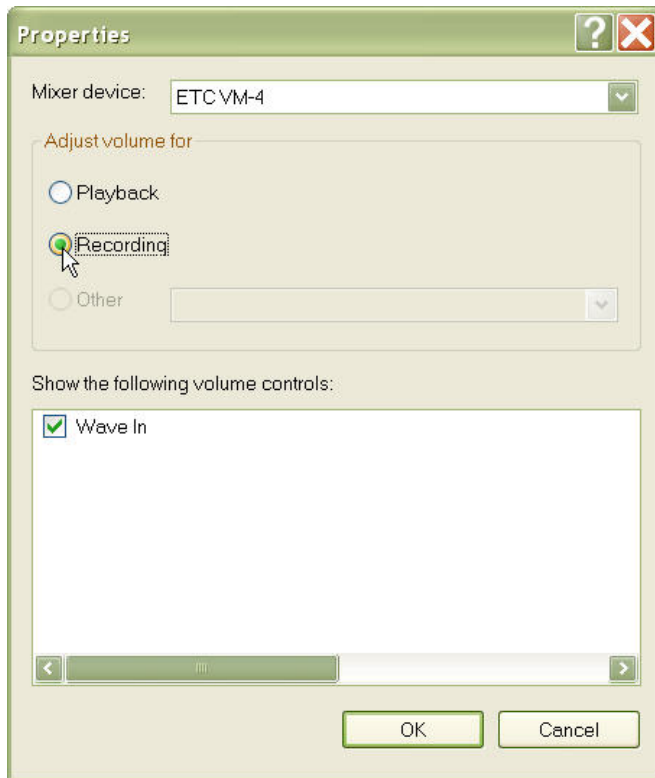 Properties
Mixer device: ETC VM-4
Adjust volume for
Playback
Recording
Other
Show the following volume controls:
Wave In
OK Cancel